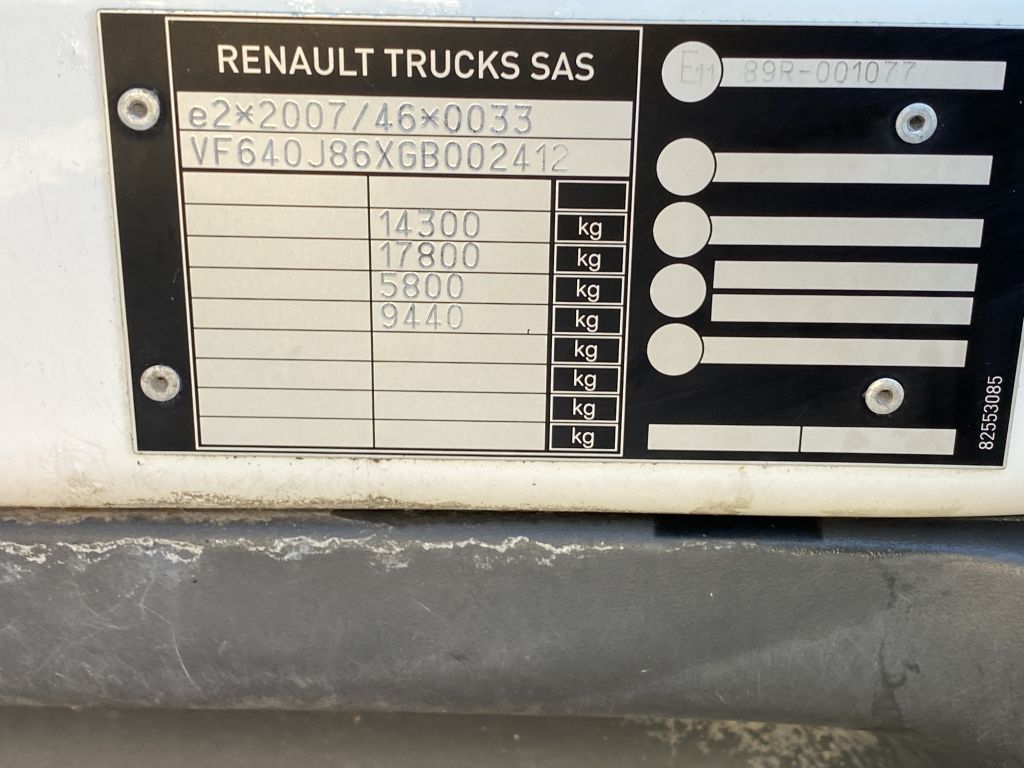 RENAULT TRUCKS SAS
e2*2007/46*0033
VF640J86XGB002412
14300 kg
17800 kg
5800 kg
9440 kg
kg
kg
kg
kg
E11 89R-001077
82553085